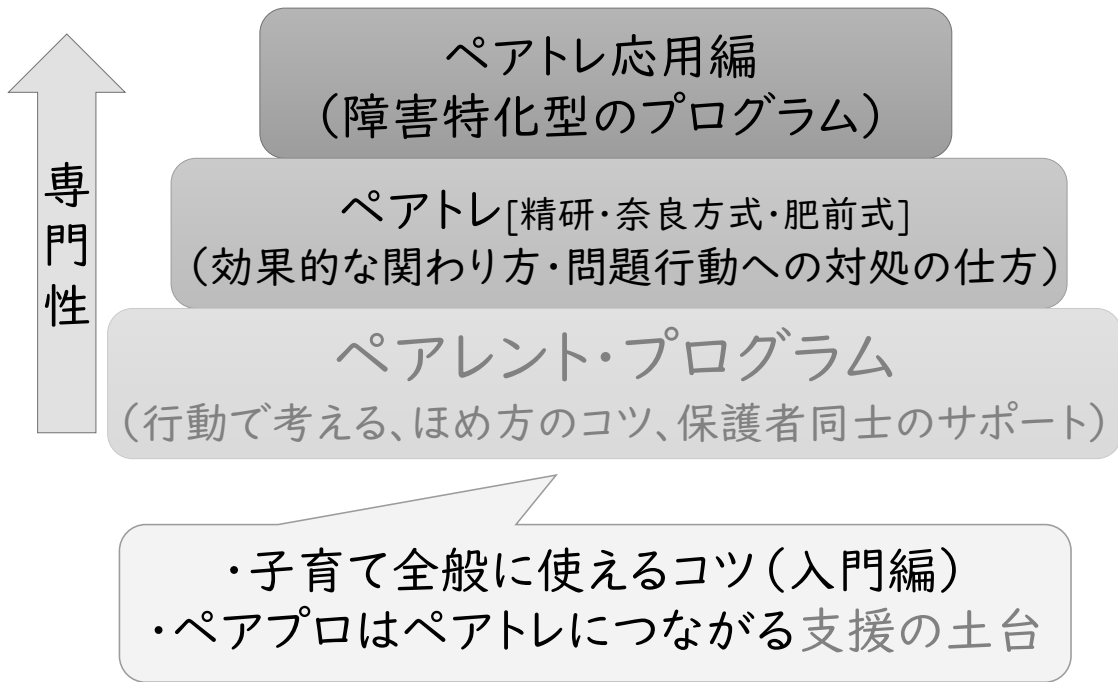 ペアトレ応用編
（障害特化型のプログラム）
専門性
ペアトレ[精研・奈良方式・肥前式]
（効果的な関わり方・問題行動への対処の仕方）
ペアレント・プログラム
（行動で考える、ほめ方のコツ、保護者同士のサポート）
・子育て全般に使えるコツ（入門編）
・ペアプロはペアトレにつながる支援の土台